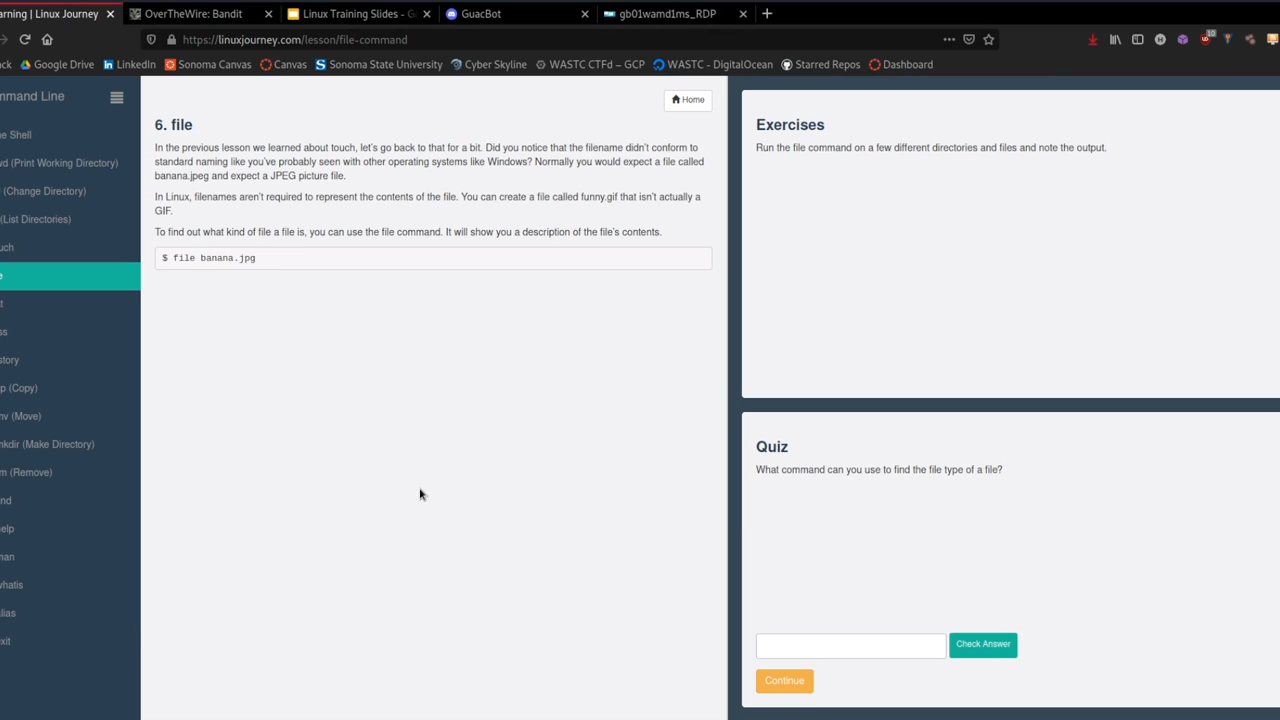 arning | Linux Journey
OverTheWire: Bandit
Linux Training Slides - G
GuacBot
gb01wamd1ms_RDP
https://linuxjourney.com/lesson/file-command
10
ack
Google Drive
LinkedIn
Sonoma Canvas
Canvas
Sonoma State University
Cyber Skyline
WASTC CTFd – GCP
WASTC - DigitalOcean
Starred Repos
Dashboard
mmand Line
e Shell
wd (Print Working Directory)
(Change Directory)
(List Directories)
uch
e
t
ss
story
p (Copy)
mv (Move)
mkdir (Make Directory)
m (Remove)
nd
elp
man
whatis
lias
xit
Home
6. file
In the previous lesson we learned about touch, let's go back to that for a bit. Did you notice that the filename didn't conform to
standard naming like you've probably seen with other operating systems like Windows? Normally you would expect a file called
banana.jpeg and expect a JPEG picture file.
In Linux, filenames aren't required to represent the contents of the file. You can create a file called funny.gif that isn't actually a
GIF.
To find out what kind of file a file is, you can use the file command. It will show you a description of the file's contents.
$ file banana.jpg
Exercises
Run the file command on a few different directories and files and note the output.
Quiz
What command can you use to find the file type of a file?
Check Answer
Continue